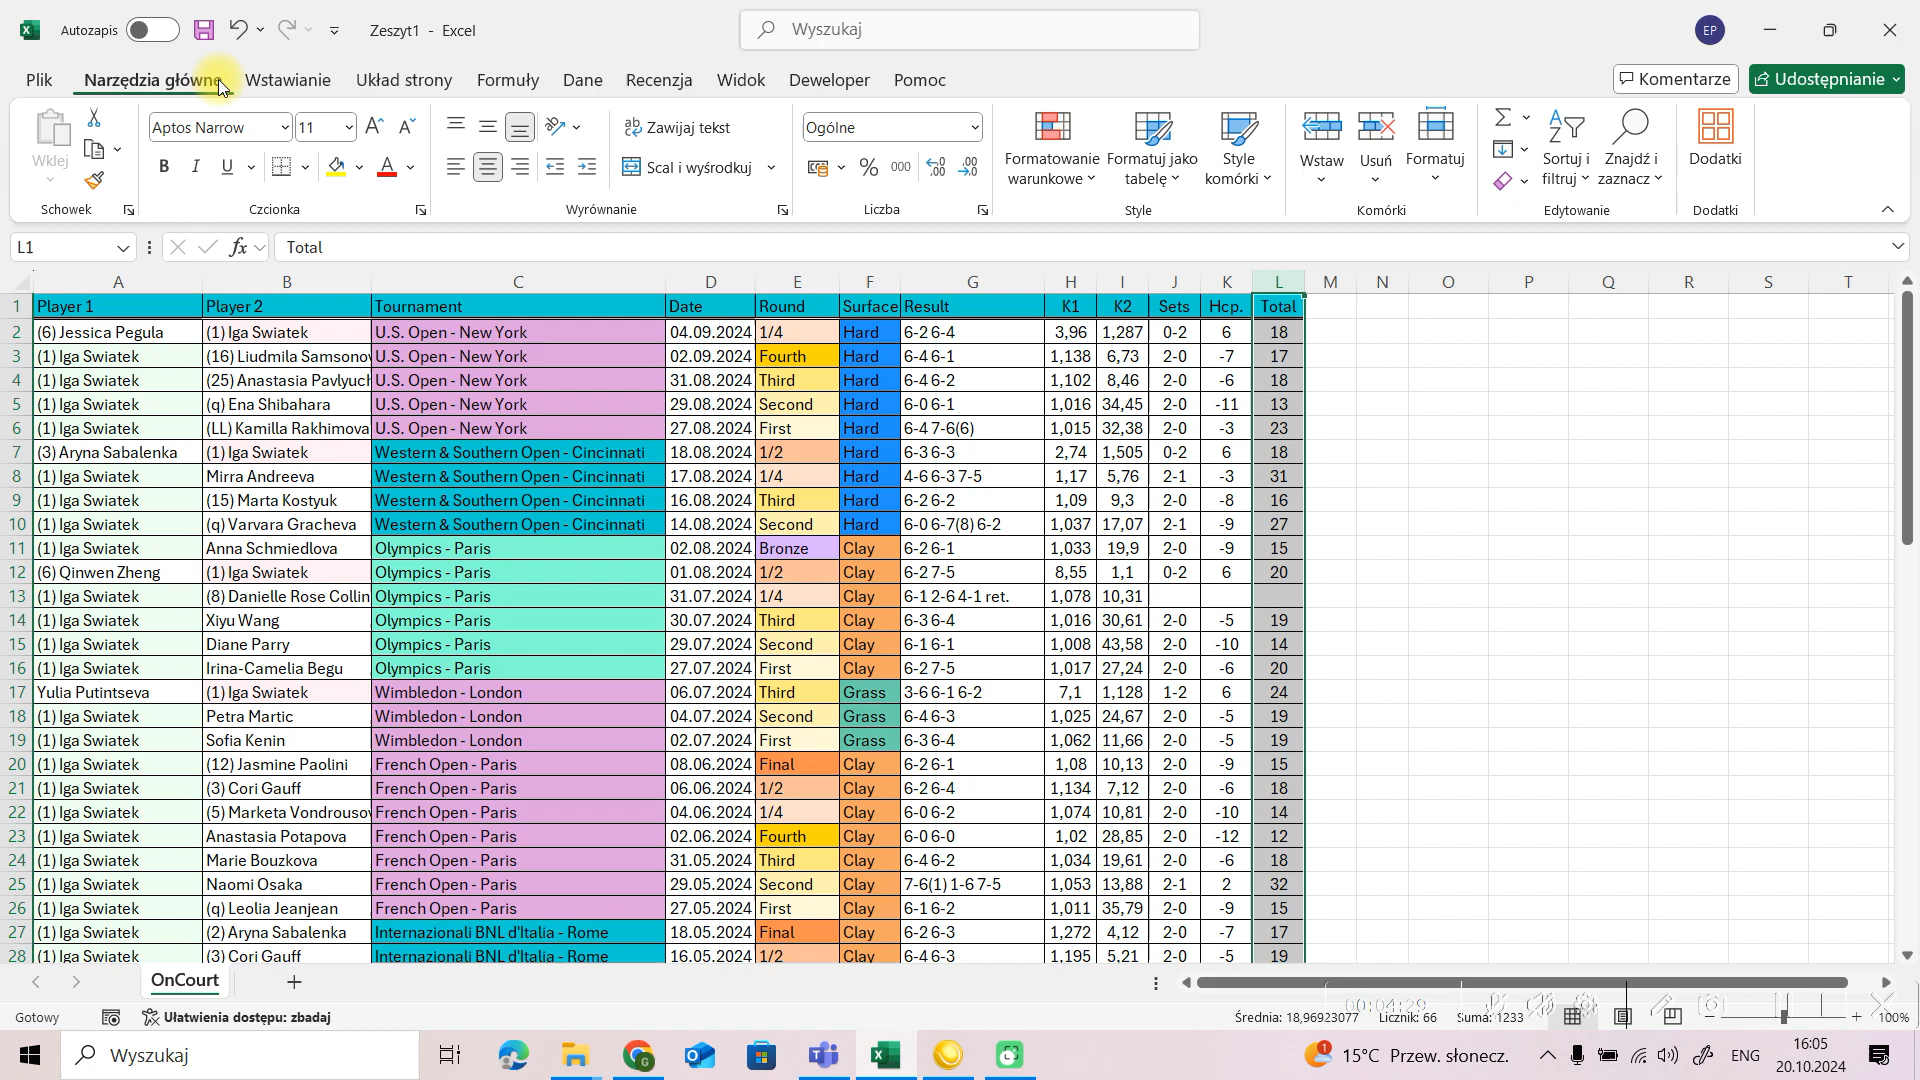 Autozapis
Zeszyt1 - Excel
Wyszukaj
EP
Plik
Narzędzia główne
Wstawianie
Układ strony
Formuły
Dane
Recenzja
Widok
Deweloper
Pomoc
Komentarze
Udostępnianie
Wklej
Schowek
Aptos Narrow
11
Czcionka
Zawijaj tekst
Scal i wyśrodkuj
Wyrównanie
Ogólne
Liczba
Formatowanie warunkowe
Formatuj jako tabelę
Style komórki
Style
Wstaw
Usuń
Formatuj
Komórki
Sortuj i filtruj
Znajdź i zaznacz
Edytowanie
Dodatki
Dodatki
L1
Total
A B C D E F G H I J K L M N O P Q R S T
1 Player 1 Player 2 Tournament Date Round Surface Result K1 K2 Sets Hcp. Total
2 (6) Jessica Pegula (1) Iga Swiatek U.S. Open - New York 04.09.2024 1/4 Hard 6-2 6-4 3,96 1,287 0-2 6 18
3 (1) Iga Swiatek (16) Liudmila Samsonov U.S. Open - New York 02.09.2024 Fourth Hard 6-4 6-1 1,138 6,73 2-0 -7 17
4 (1) Iga Swiatek (25) Anastasia Pavlyuch U.S. Open - New York 31.08.2024 Third Hard 6-4 6-2 1,102 8,46 2-0 -6 18
5 (1) Iga Swiatek (q) Ena Shibahara U.S. Open - New York 29.08.2024 Second Hard 6-0 6-1 1,016 34,45 2-0 -11 13
6 (1) Iga Swiatek (LL) Kamilla Rakhimova U.S. Open - New York 27.08.2024 First Hard 6-4 7-6(6) 1,015 32,38 2-0 -3 23
7 (3) Aryna Sabalenka (1) Iga Swiatek Western & Southern Open - Cincinnati 18.08.2024 1/2 Hard 6-3 6-3 2,74 1,505 0-2 6 18
8 (1) Iga Swiatek Mirra Andreeva Western & Southern Open - Cincinnati 17.08.2024 1/4 Hard 4-6 6-3 7-5 1,17 5,76 2-1 -3 31
9 (1) Iga Swiatek (15) Marta Kostyuk Western & Southern Open - Cincinnati 16.08.2024 Third Hard 6-2 6-2 1,09 9,3 2-0 -8 16
10 (1) Iga Swiatek (q) Varvara Gracheva Western & Southern Open - Cincinnati 14.08.2024 Second Hard 6-0 6-7(8) 6-2 1,037 17,07 2-1 -9 27
11 (1) Iga Swiatek Anna Schmiedlova Olympics - Paris 02.08.2024 Bronze Clay 6-2 6-1 1,033 19,9 2-0 -9 15
12 (6) Qinwen Zheng (1) Iga Swiatek Olympics - Paris 01.08.2024 1/2 Clay 6-2 7-5 8,55 1,1 0-2 6 20
13 (1) Iga Swiatek (8) Danielle Rose Collin Olympics - Paris 31.07.2024 1/4 Clay 6-1 2-6 4-1 ret. 1,078 10,31
14 (1) Iga Swiatek Xiyu Wang Olympics - Paris 30.07.2024 Third Clay 6-3 6-4 1,016 30,61 2-0 -5 19
15 (1) Iga Swiatek Diane Parry Olympics - Paris 29.07.2024 Second Clay 6-1 6-1 1,008 43,58 2-0 -10 14
16 (1) Iga Swiatek Irina-Camelia Begu Olympics - Paris 27.07.2024 First Clay 6-2 7-5 1,017 27,24 2-0 -6 20
17 Yulia Putintseva (1) Iga Swiatek Wimbledon - London 06.07.2024 Third Grass 3-6 6-1 6-2 7,1 1,128 1-2 6 24
18 (1) Iga Swiatek Petra Martic Wimbledon - London 04.07.2024 Second Grass 6-4 6-3 1,025 24,67 2-0 -5 19
19 (1) Iga Swiatek Sofia Kenin Wimbledon - London 02.07.2024 First Grass 6-3 6-4 1,062 11,66 2-0 -5 19
20 (1) Iga Swiatek (12) Jasmine Paolini French Open - Paris 08.06.2024 Final Clay 6-2 6-1 1,08 10,13 2-0 -9 15
21 (1) Iga Swiatek (3) Cori Gauff French Open - Paris 06.06.2024 1/2 Clay 6-2 6-4 1,134 7,12 2-0 -6 18
22 (1) Iga Swiatek (5) Marketa Vondrousov French Open - Paris 04.06.2024 1/4 Clay 6-0 6-2 1,074 10,81 2-0 -10 14
23 (1) Iga Swiatek Anastasia Potapova French Open - Paris 02.06.2024 Fourth Clay 6-0 6-0 1,02 28,85 2-0 -12 12
24 (1) Iga Swiatek Marie Bouzkova French Open - Paris 31.05.2024 Third Clay 6-4 6-2 1,034 19,61 2-0 -6 18
25 (1) Iga Swiatek Naomi Osaka French Open - Paris 29.05.2024 Second Clay 7-6(1) 1-6 7-5 1,053 13,88 2-1 2 32
26 (1) Iga Swiatek (q) Leolia Jeanjean French Open - Paris 27.05.2024 First Clay 6-1 6-2 1,011 35,79 2-0 -9 15
27 (1) Iga Swiatek (2) Aryna Sabalenka Internazionali BNL d'Italia - Rome 18.05.2024 Final Clay 6-2 6-3 1,272 4,12 2-0 -7 17
28 (1) Iga Swiatek (3) Cori Gauff Internazionali BNL d'Italia - Rome 16.05.2024 1/2 Clay 6-4 6-3 1,195 5,21 2-0 -5 19
OnCourt
Gotowy
Ułatwienia dostępu: zbadaj
00:04:29
Średnia: 18,96923077 Licznik: 66 Suma: 1233
100%
Wyszukaj
1
15°C Przew. słonecz.
ENG
16:05
20.10.2024